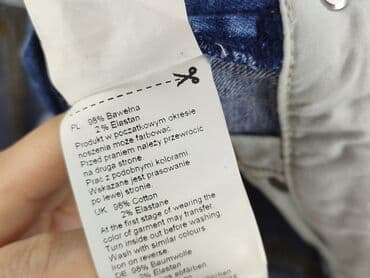 PL 98% Bawełna
2% Elastan
Produkt w początkowym okresie
noszenia może farbować.
Przed praniem należy przewrócić
na drugą stronę.
Prać z podobnymi kolorami.
Wskazane jest prasowanie
po lewej stronie.
UK 98% Cotton
2% Elastane
At the first stage of wearing the
color of garment may transfer.
Turn inside out before washing.
Wash with similar colours
Iron on reverse.
DE 98% Baumwolle
2% Elastan